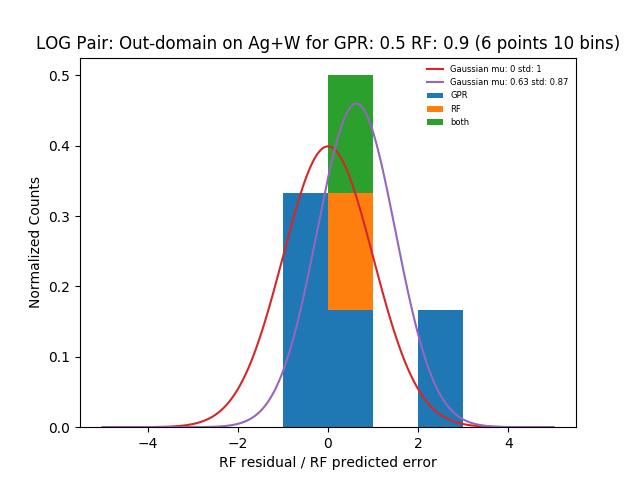 LOG Pair: Out-domain on Ag+W for GPR: 0.5 RF: 0.9 (6 points 10 bins)
Gaussian mu: 0 std: 1
Gaussian mu: 0.63 std: 0.87
GPR
RF
both
0.5
0.4
0.3
0.2
0.1
0.0
Normalized Counts
−4
−2
0
2
4
RF residual / RF predicted error